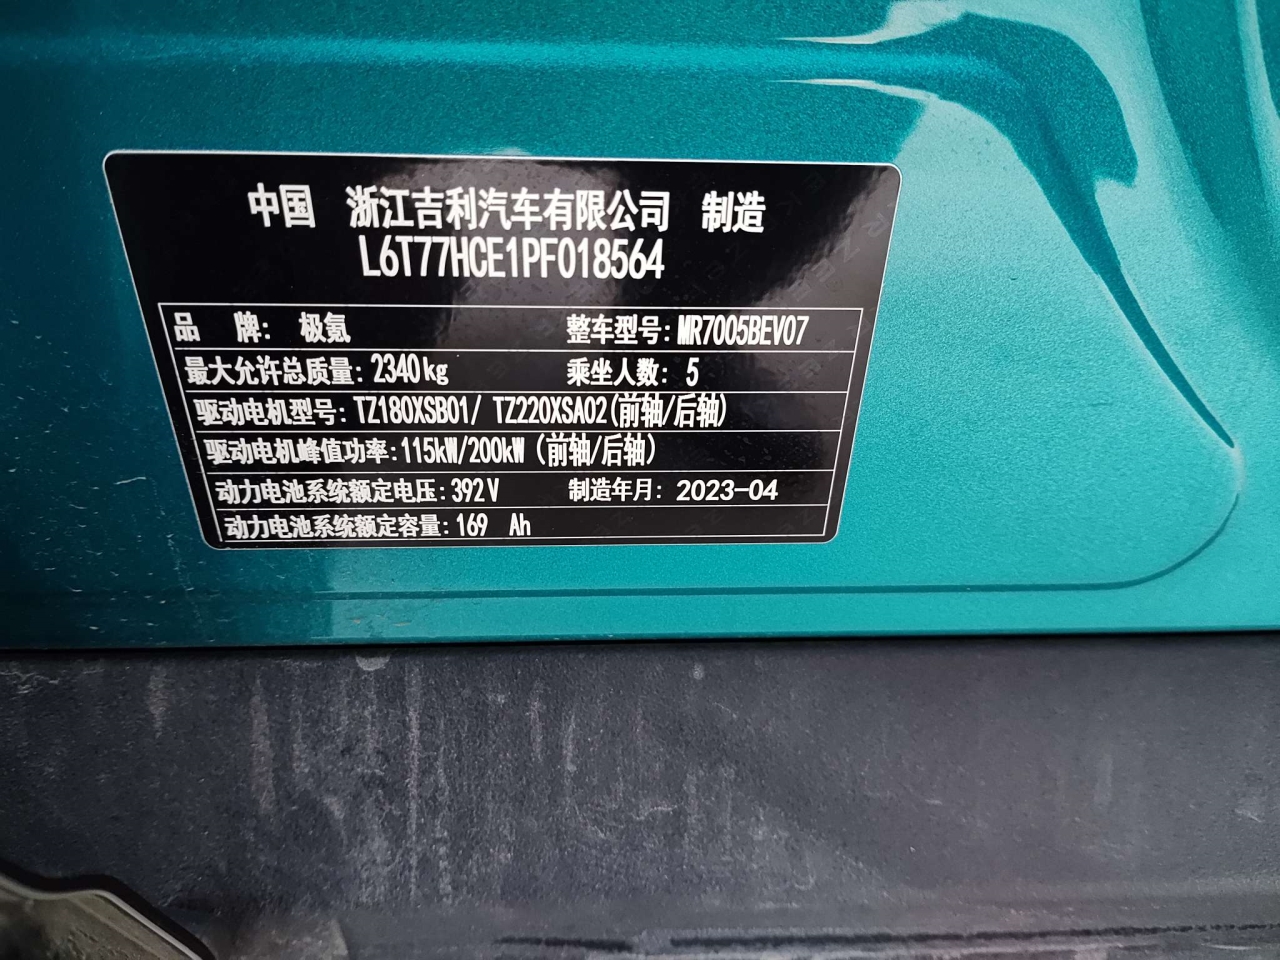 中国 浙江吉利汽车有限公司 制造
L6T77HCE1PF018564
品 牌: 极氪 整车型号: MR7005BEV07
最大允许总质量: 2340kg 乘坐人数: 5
驱动电机型号: TZ180XSB01/ TZ220XSA02(前轴/后轴)
驱动电机峰值功率: 115kW/200kW (前轴/后轴)
动力电池系统额定电压: 392V 制造年月: 2023-04
动力电池系统额定容量: 169 Ah